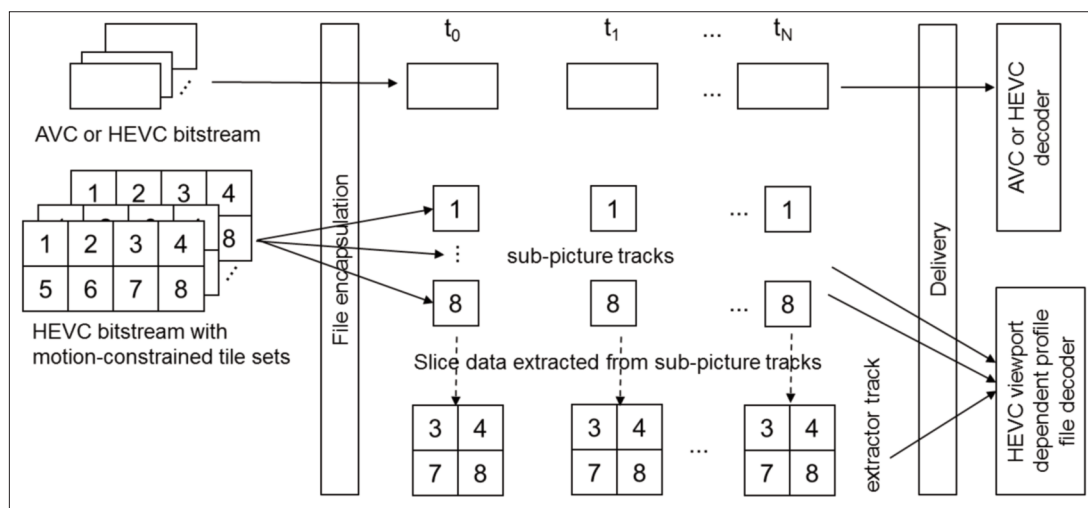 t0 t1 ... tN
... 
AVC or HEVC bitstream
AVC or HEVC
decoder
File encapsulation
Delivery
1 2 3 4
8
1 2 3 4
5 6 7 8
HEVC bitstream with
motion-constrained tile sets
1 1 ... 1
sub-picture tracks
8 8 ... 8
Slice data extracted from sub-picture tracks
3 4 3 4 3 4
...
7 8 7 8 7 8
extractor track
HEVC viewport
dependent profile
file decoder